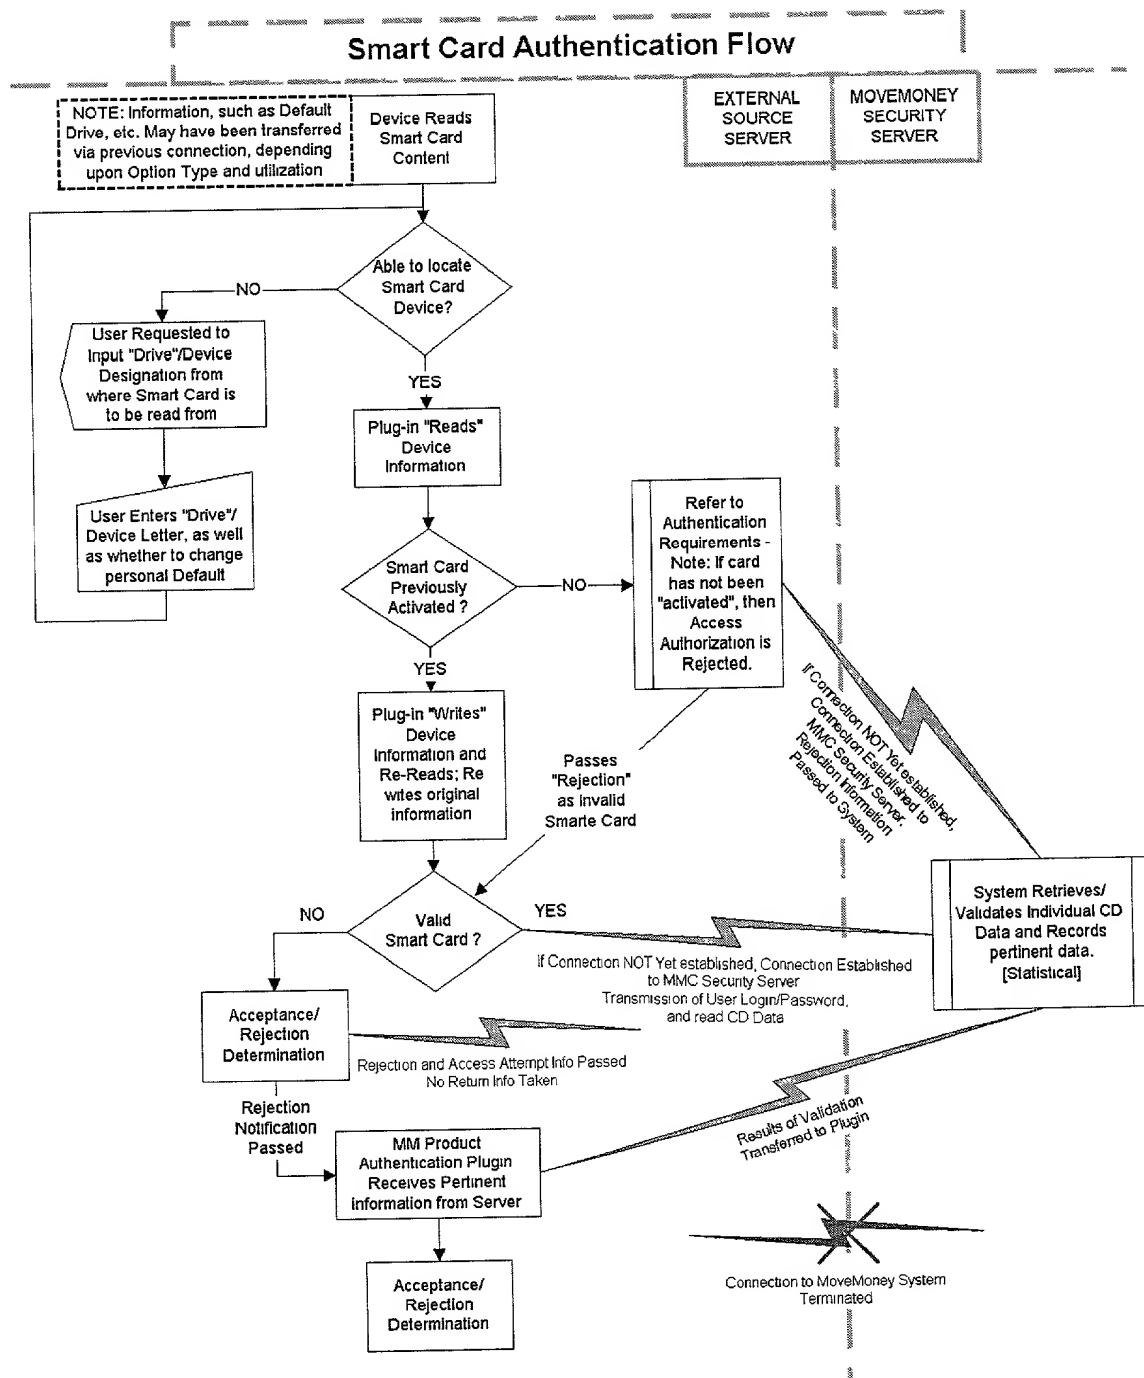 Smart Card Authentication Flow
NOTE: Information, such as Default
Drive, etc. May have been transferred
via previous connection, depending
upon Option Type and utilization
Device Reads
Smart Card
Content
EXTERNAL
SOURCE
SERVER
MOVEMONEY
SECURITY
SERVER
Able to locate
Smart Card
Device?
NO
User Requested to
Input "Drive"/Device
Designation from
where Smart Card is
to be read from
YES
Plug-in "Reads"
Device
Information
User Enters "Drive"/
Device Letter, as well
as whether to change
personal Default
Smart Card
Previously
Activated ?
NO
Refer to
Authentication
Requirements -
Note: If card
has not been
"activated", then
Access
Authorization is
Rejected.
YES
Plug-in "Writes"
Device
Information and
Re-Reads; Re
writes original
information
Passes
"Rejection"
as Invalid
Smarte Card
If Connection NOT Yet established,
Connection Established to
MMC Security Server.
Rejection Information
Passed to System
Valid
Smart Card ?
NO
YES
System Retrieves/
Validates Individual CD
Data and Records
pertinent data.
[Statistical]
If Connection NOT Yet established, Connection Established
to MMC Security Server
Transmission of User Login/Password,
and read CD Data
Acceptance/
Rejection
Determination
Rejection and Access Attempt Info Passed
No Return Info Taken
Rejection
Notification
Passed
MM Product
Authentication Plugin
Receives Pertinent
Information from Server
Results of Validation
Transferred to Plugin
Acceptance/
Rejection
Determination
Connection to MoveMoney System
Terminated